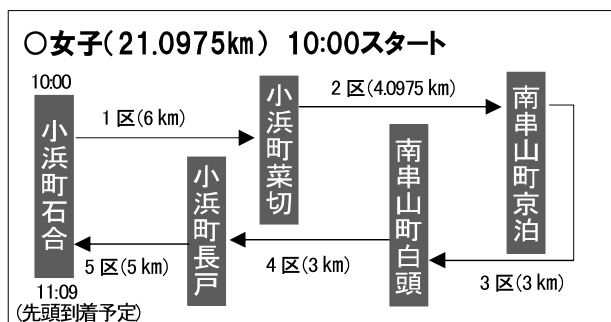 〇女子(21.0975km) 10:00スタート
10:00
小浜町石合
1区(6km)
小浜町菜切
2区(4.0975km)
南串山町京泊
3区(3km)
南串山町白頭
4区(3km)
小浜町長戸
5区(5km)
11:09
(先頭到着予定)